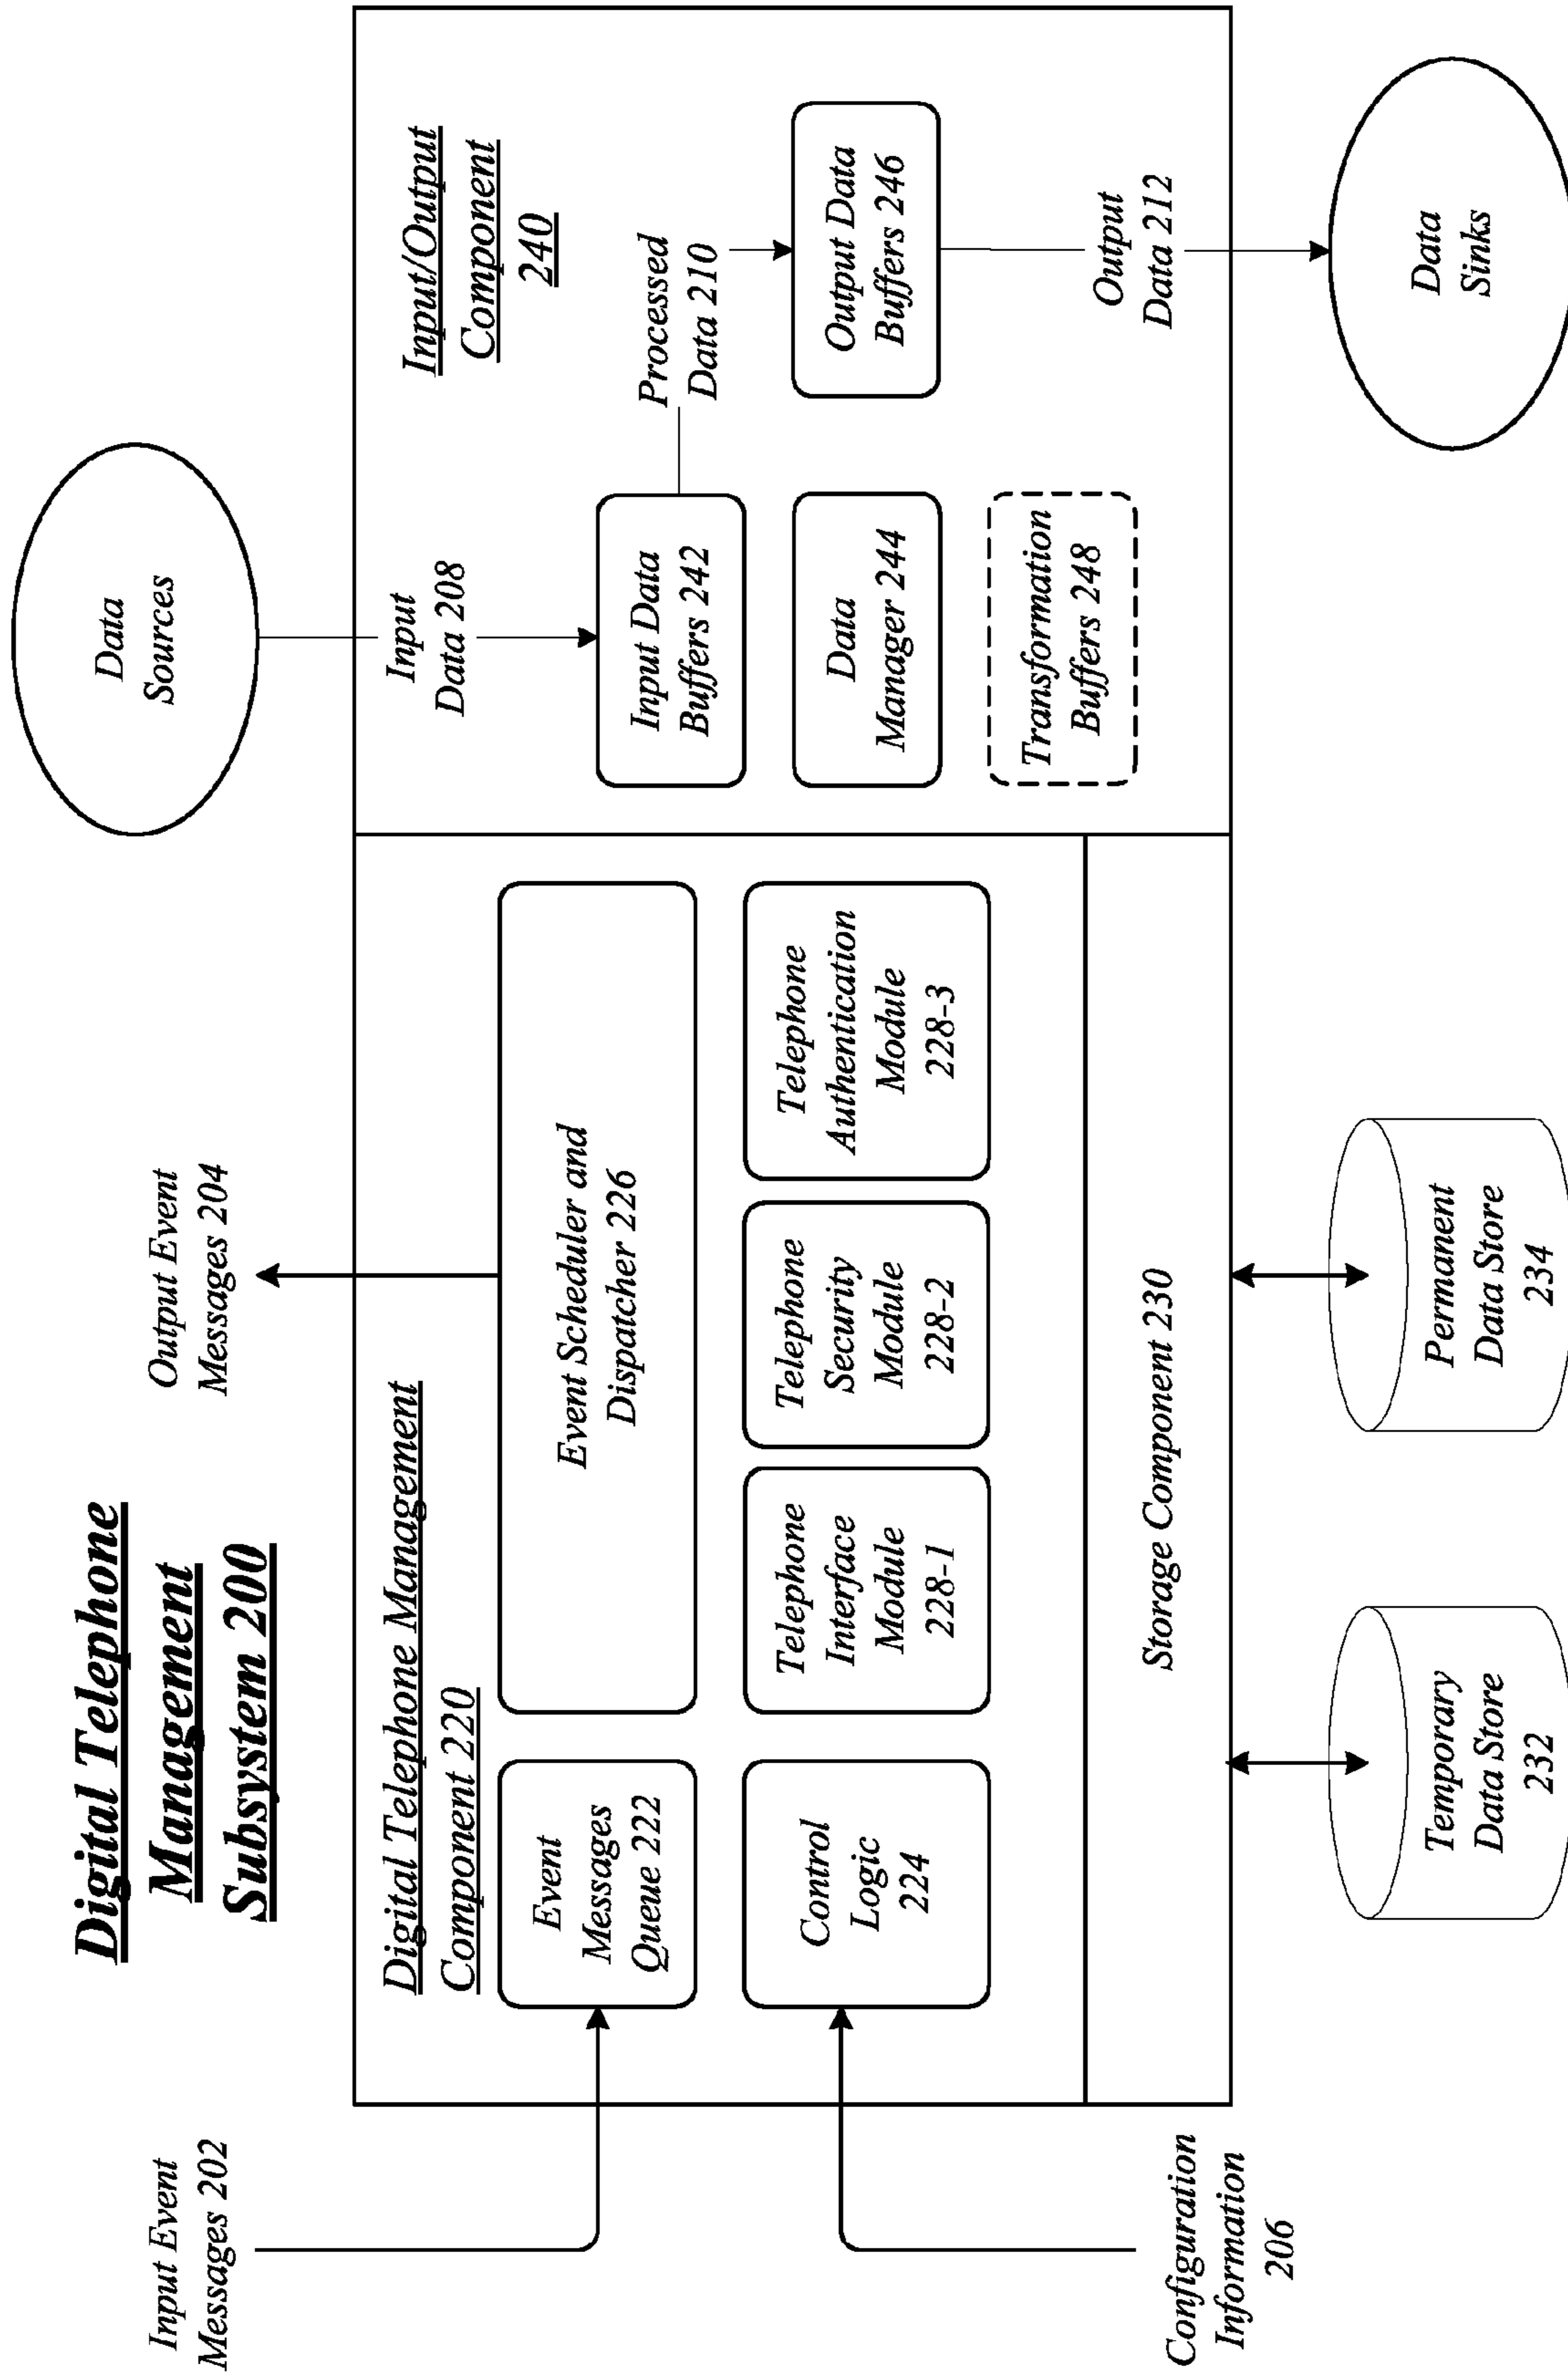 Digital Telephone
Management
Subsystem 200
Input Event
Messages 202
Output Event
Messages 204
Data
Sources
Digital Telephone Management
Component 220
Event
Messages
Queue 222
Event Scheduler and
Dispatcher 226
Control
Logic
224
Telephone
Interface
Module
228-1
Telephone
Security
Module
228-2
Telephone
Authentication
Module
228-3
Input/Output
Component
240
Input
Data 208
Input Data
Buffers 242
Processed
Data 210
Data
Manager 244
Output Data
Buffers 246
Transformation
Buffers 248
Output
Data 212
Storage Component 230
Configuration
Information
206
Temporary
Data Store
232
Permanent
Data Store
234
Data
Sinks